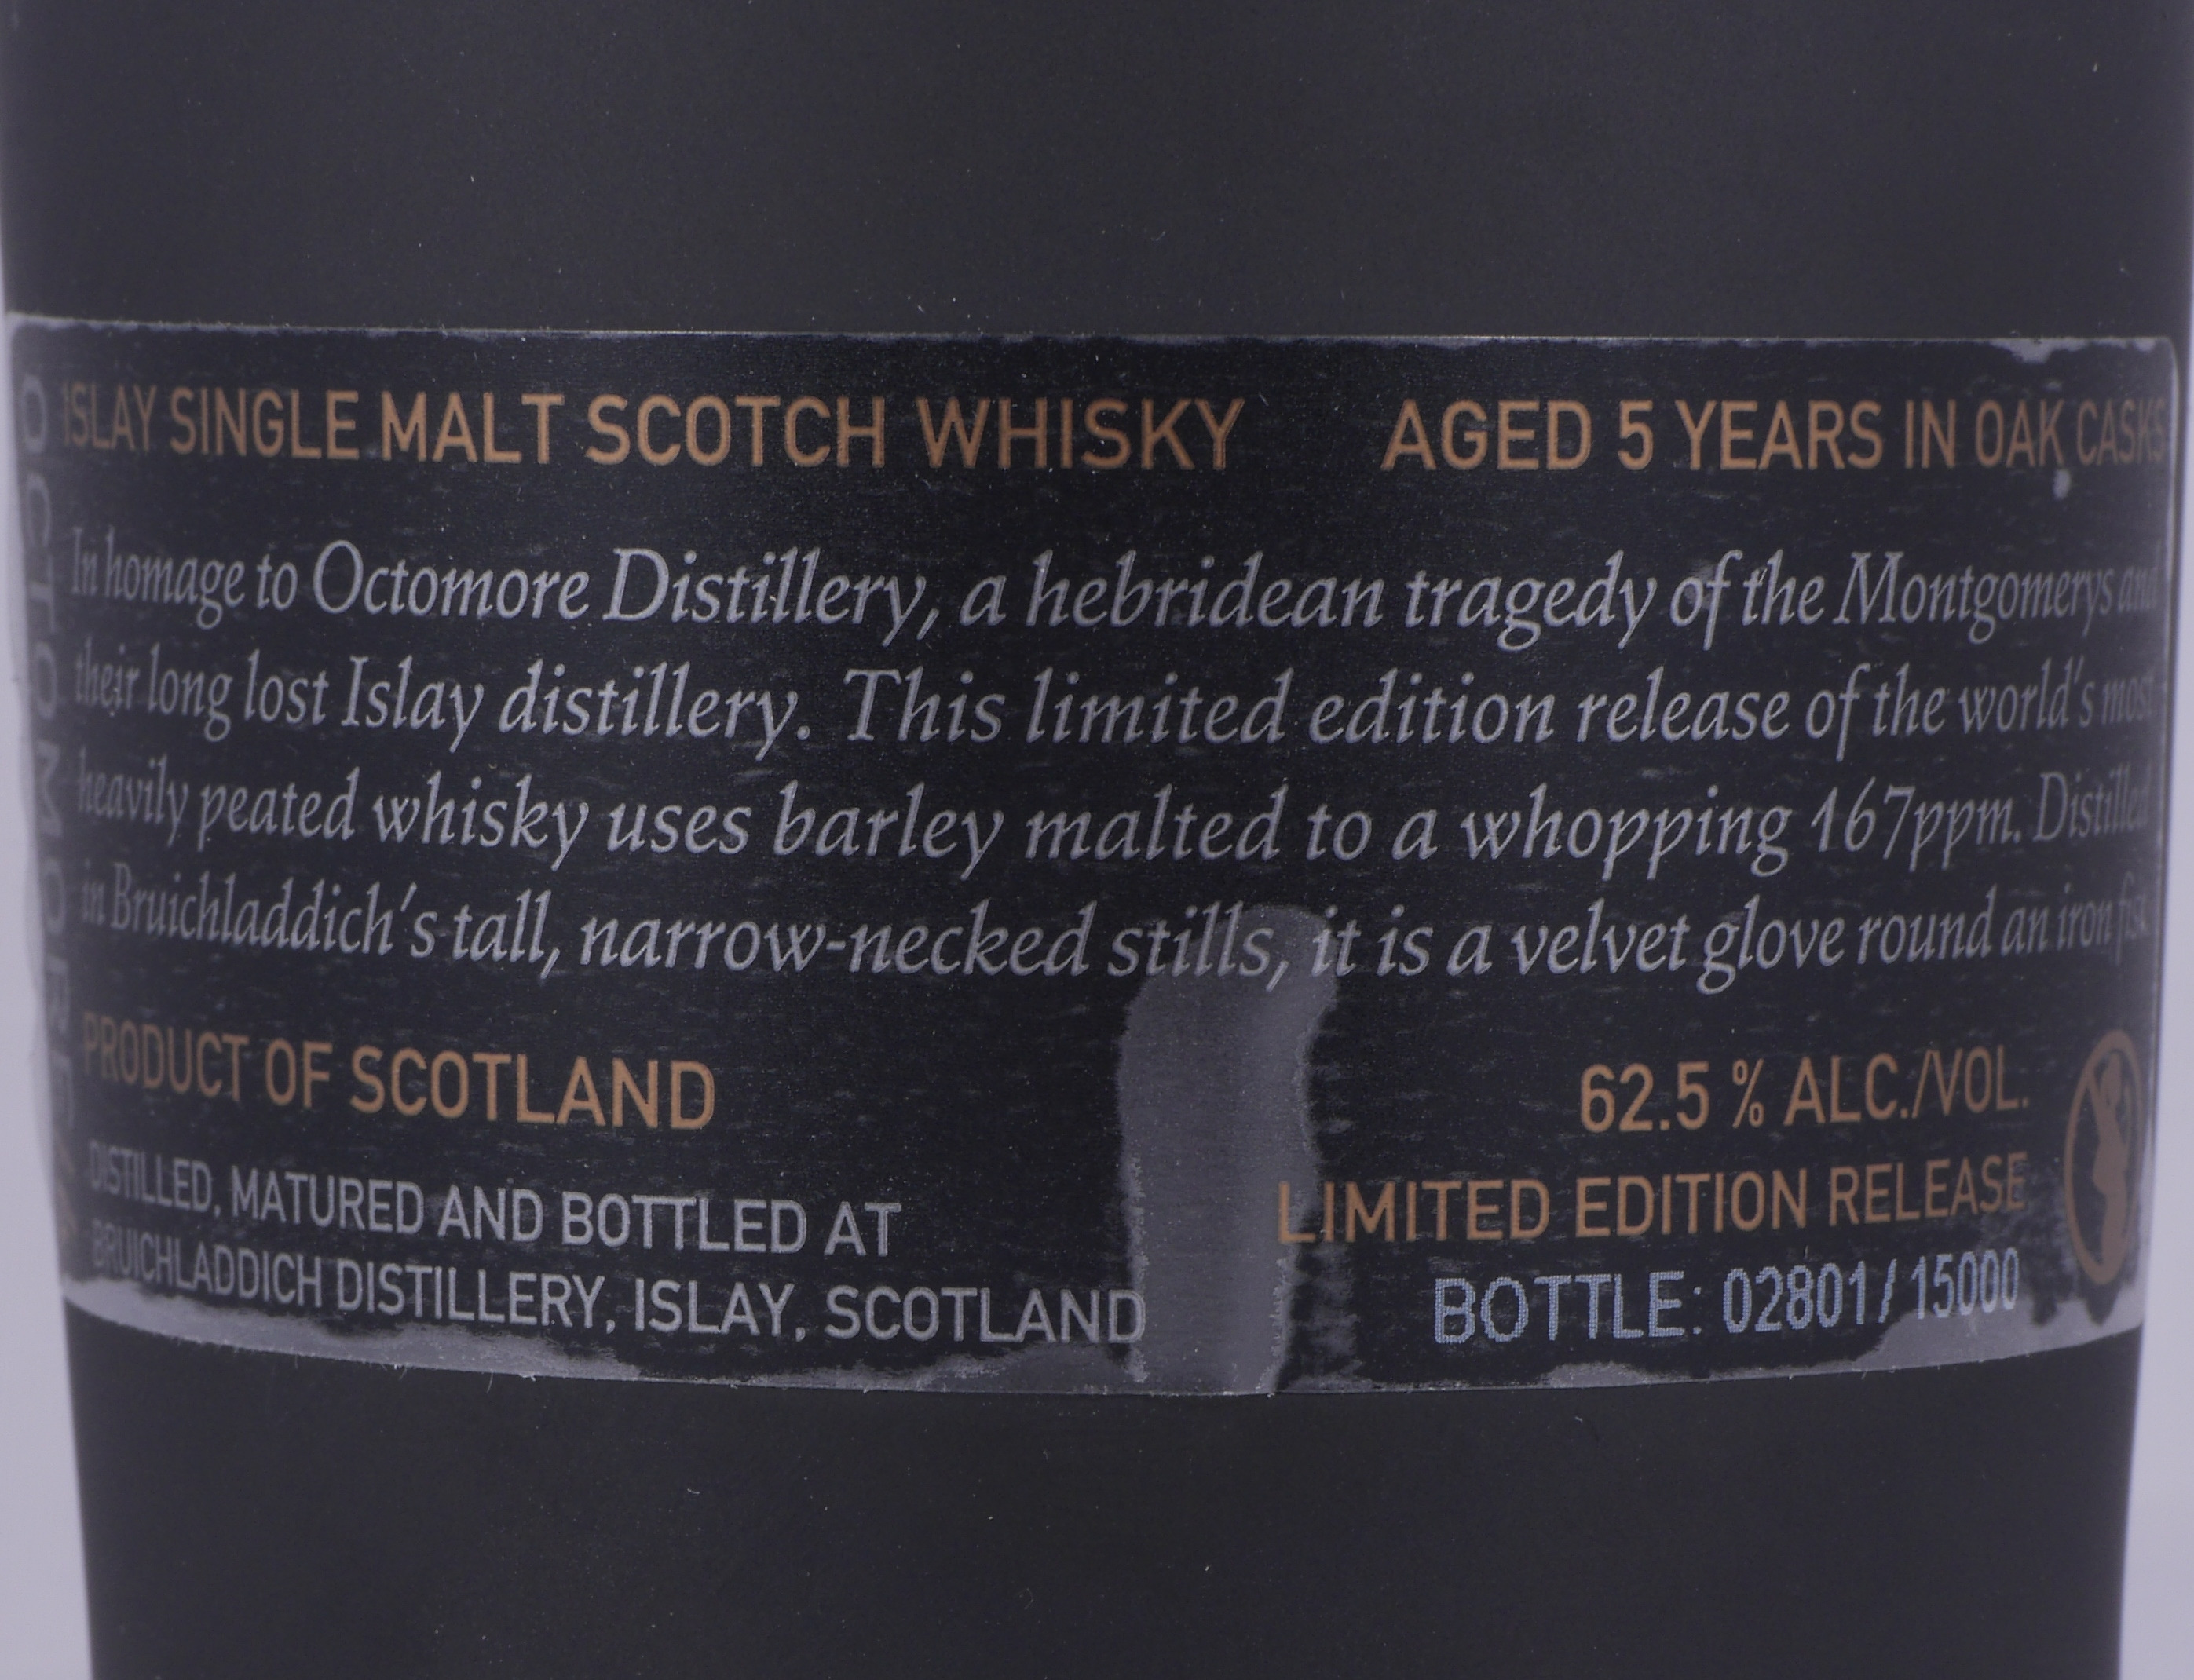 OCTOMORE
ISLAY SINGLE MALT SCOTCH WHISKY AGED 5 YEARS IN OAK CASKS
In homage to Octomore Distillery, a hebridean tragedy of the Montgomerys and
their long lost Islay distillery. This limited edition release of the world's most
heavily peated whisky uses barley malted to a whopping 167ppm. Distilled
in Bruichladdich's tall, narrow-necked stills, it is a velvet glove round an iron fist.
PRODUCT OF SCOTLAND
62.5 % ALC./VOL.
DISTILLED, MATURED AND BOTTLED AT
LIMITED EDITION RELEASE
BRUICHLADDICH DISTILLERY, ISLAY, SCOTLAND
BOTTLE: 02801/15000